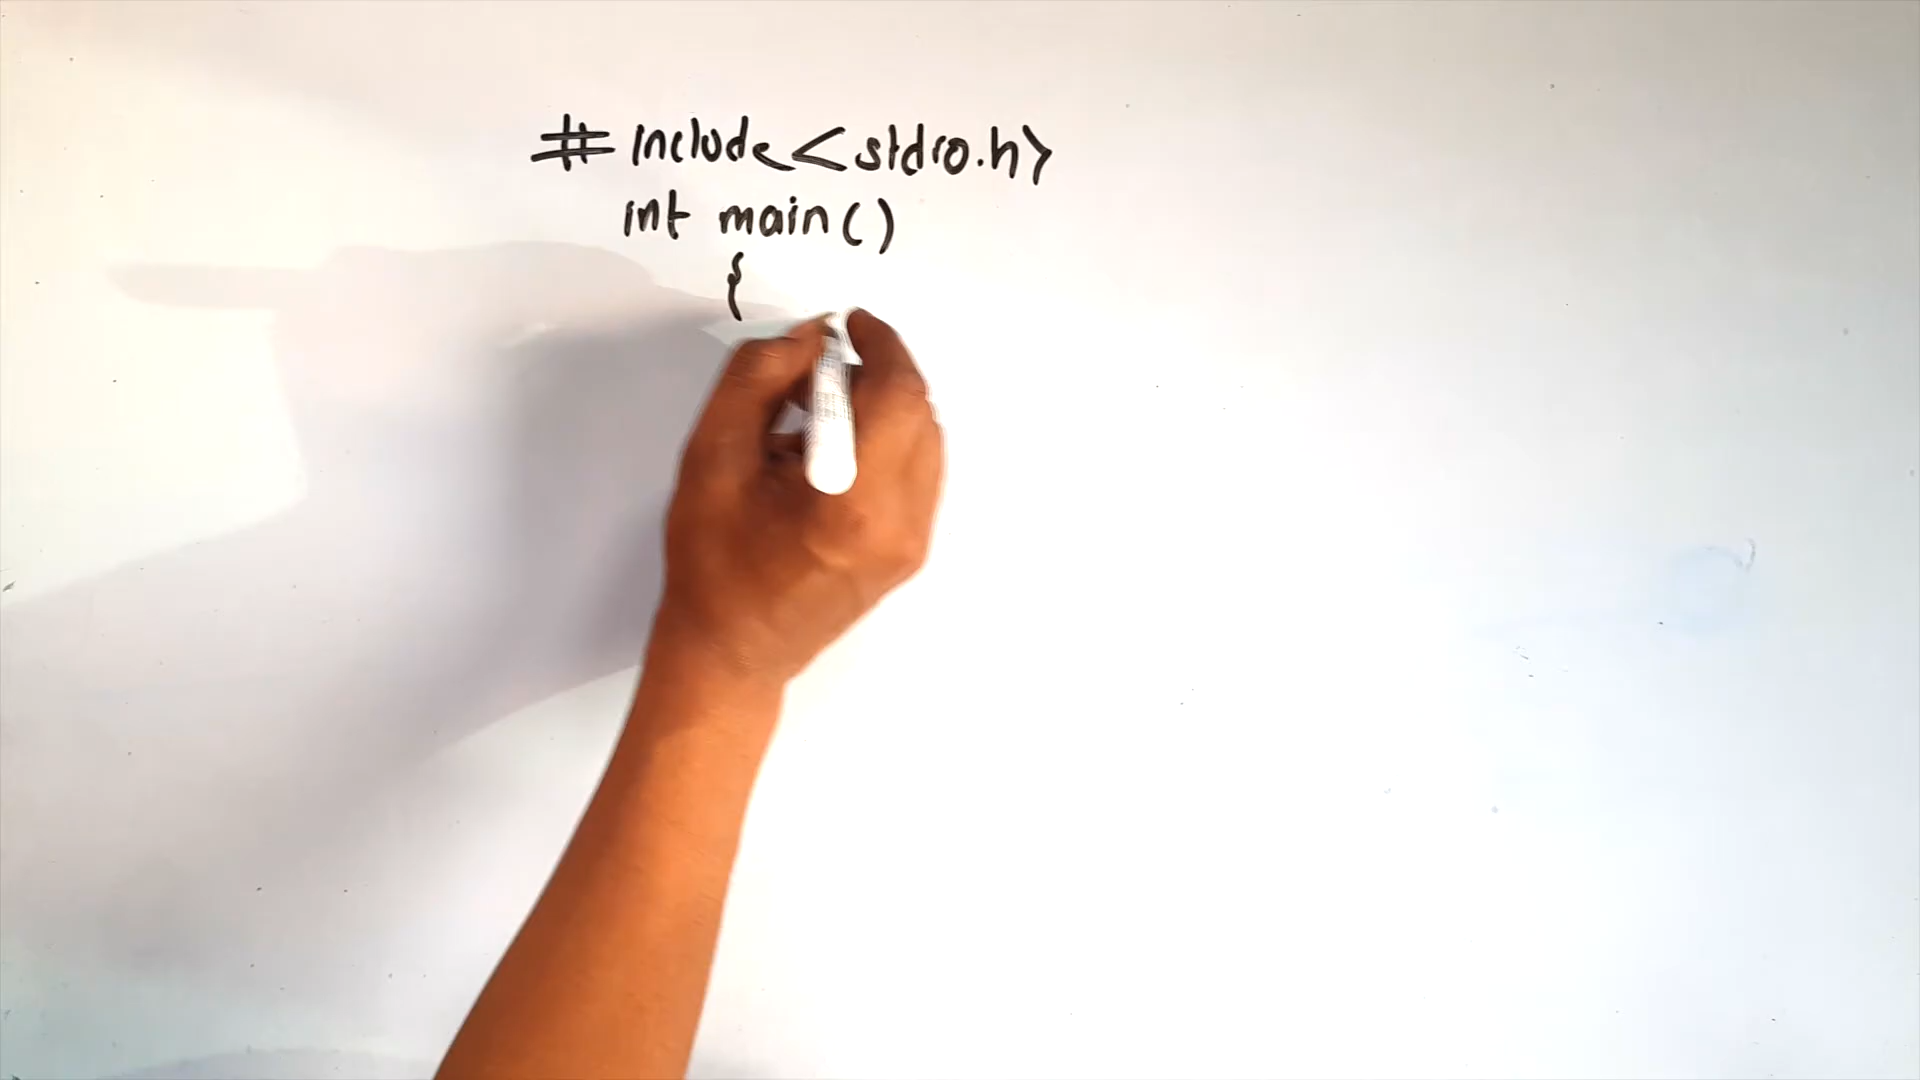 #include<stdio.h>
int main()
{